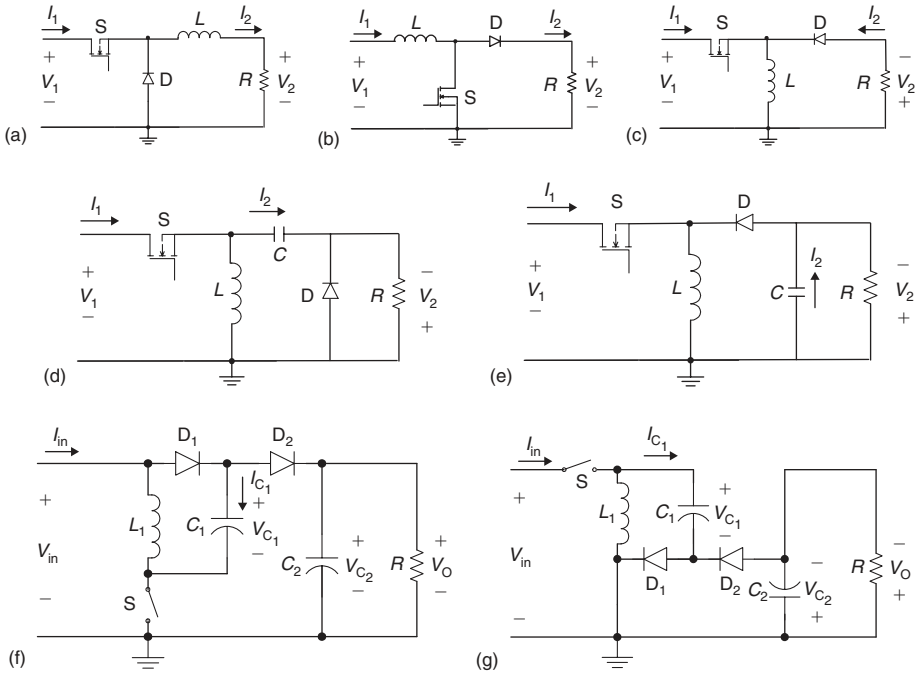 I1 S L I2
+ V1 − D R + V2 −
(a)
I1 L D I2
+ V1 − S R + V2 −
(b)
I1 S D I2
+ V1 − L R − V2 +
(c)
I1 S I2 C
+ V1 − L D R − V2 +
(d)
I1 S D
+ V1 − L C I2 R − V2 +
(e)
Iin D1 D2
+ Vin − L1 C1 IC1 + VC1 −
S C2 + VC2 − R + VO −
(f)
Iin S IC1
+ Vin − L1 C1 + VC1 −
D1 D2 C2 − VC2 + R − VO +
(g)